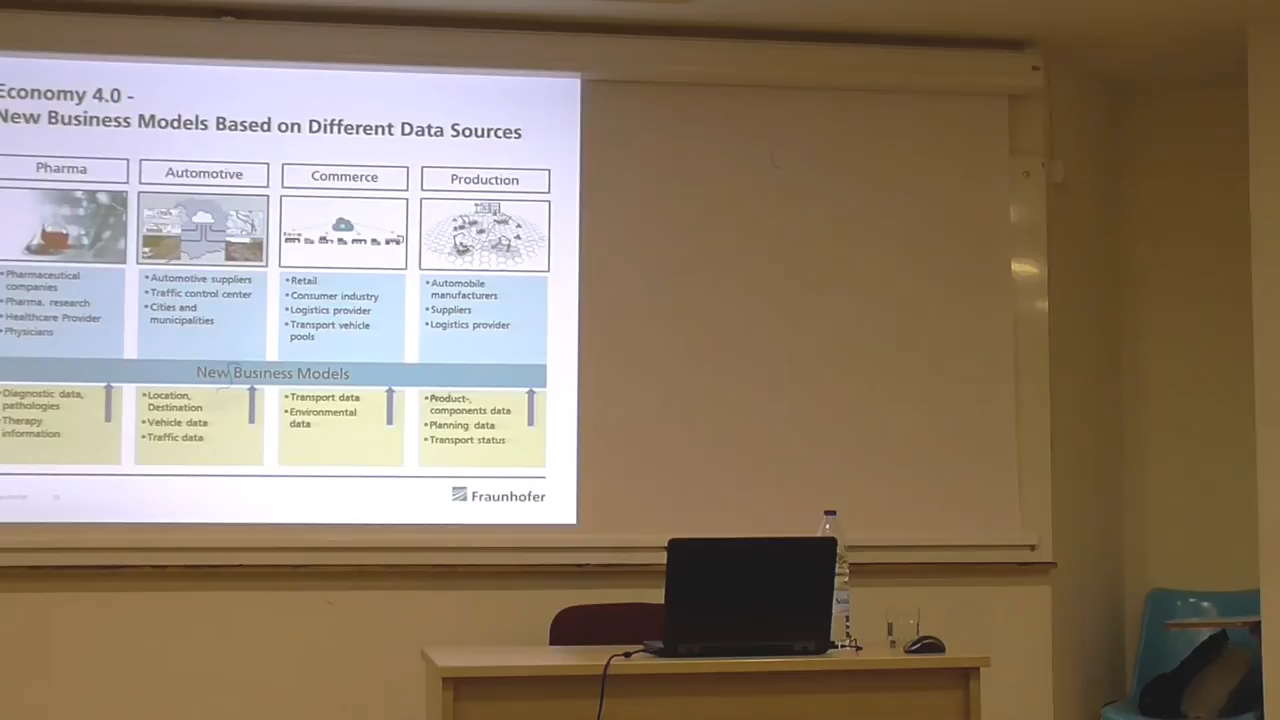 Economy 4.0 -
New Business Models Based on Different Data Sources
Pharma
Automotive
Commerce
Production
•Pharmaceutical
companies
•Pharma, research
•Healthcare Provider
•Physicians
•Automotive suppliers
•Traffic control center
•Cities and
municipalities
•Retail
•Consumer industry
•Logistics provider
•Transport vehicle
pools
•Automobile
manufacturers
•Suppliers
•Logistics provider
New Business Models
•Diagnostic data,
pathologies
•Therapy
information
•Location,
Destination
•Vehicle data
•Traffic data
•Transport data
•Environmental
data
•Product-,
components data
•Planning data
•Transport status
Fraunhofer